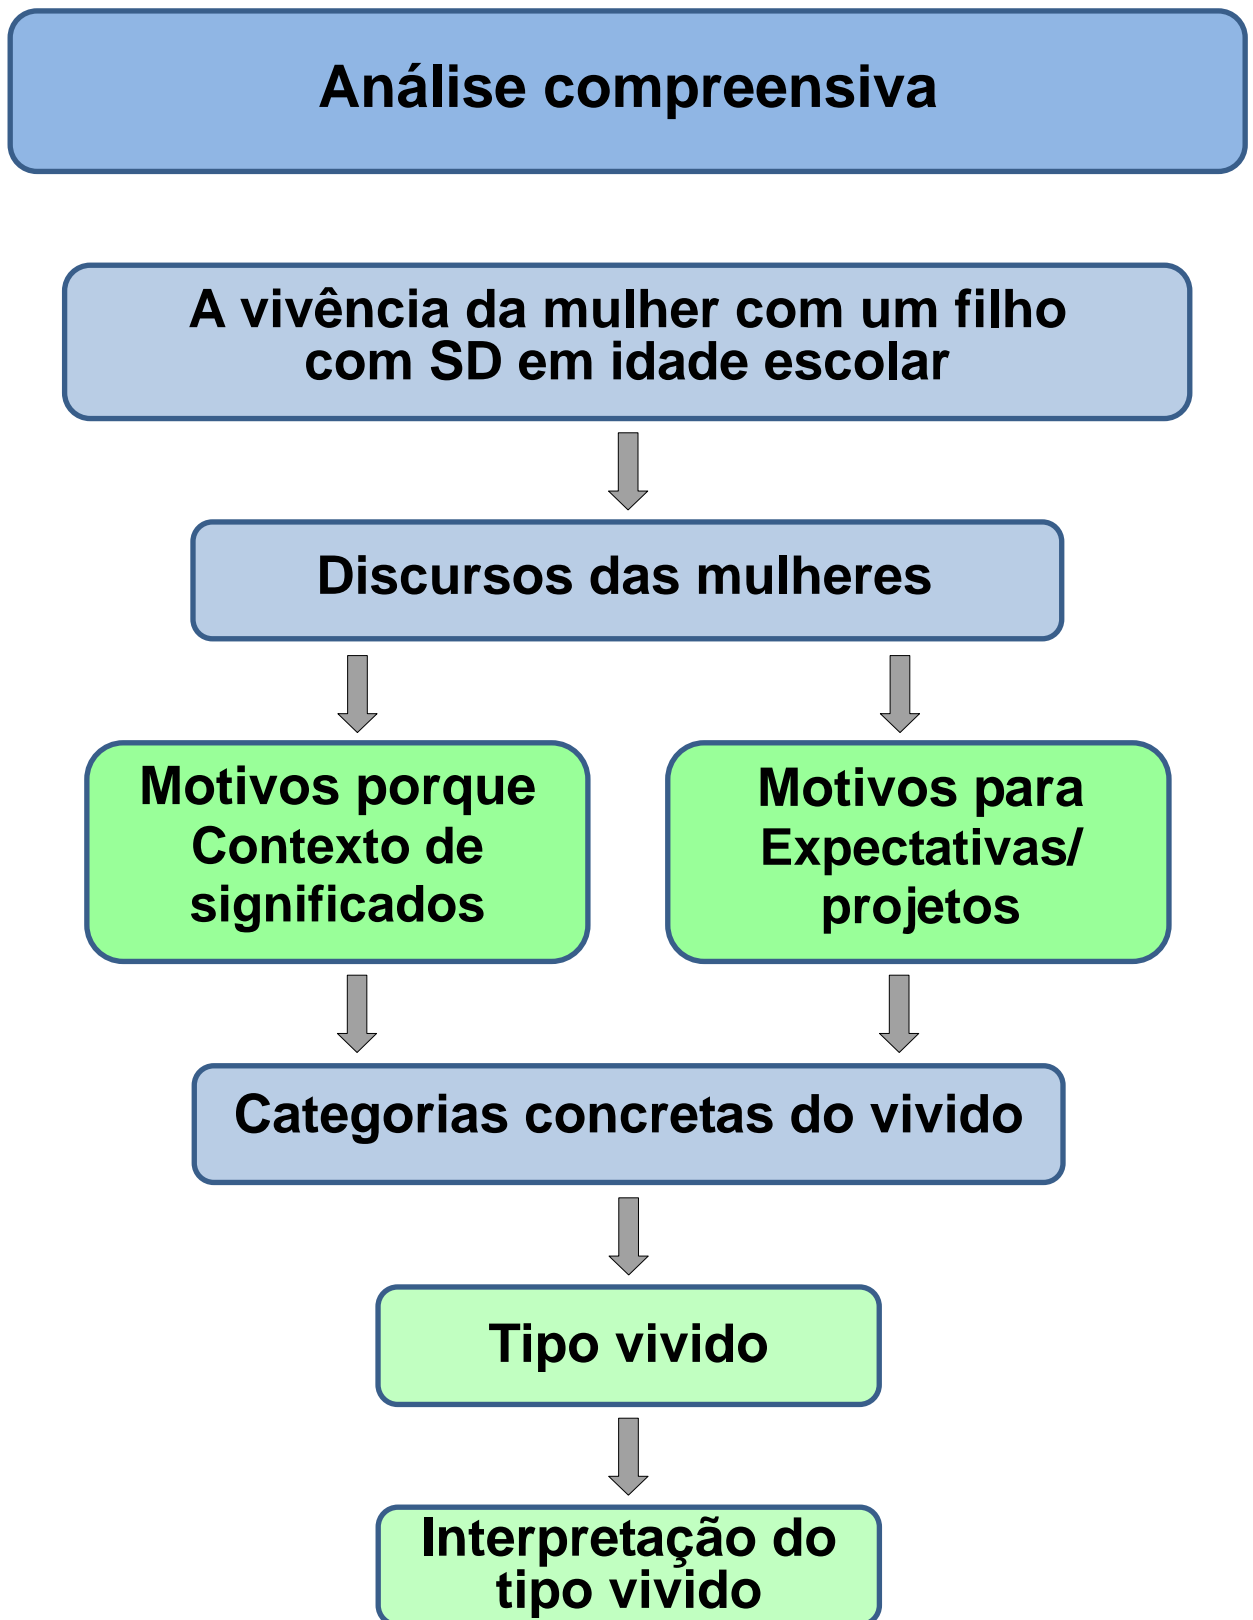 Análise compreensiva
A vivência da mulher com um filho
com SD em idade escolar
Discursos das mulheres
Motivos porque
Contexto de
significados
Motivos para
Expectativas/
projetos
Categorias concretas do vivido
Tipo vivido
Interpretação do
tipo vivido